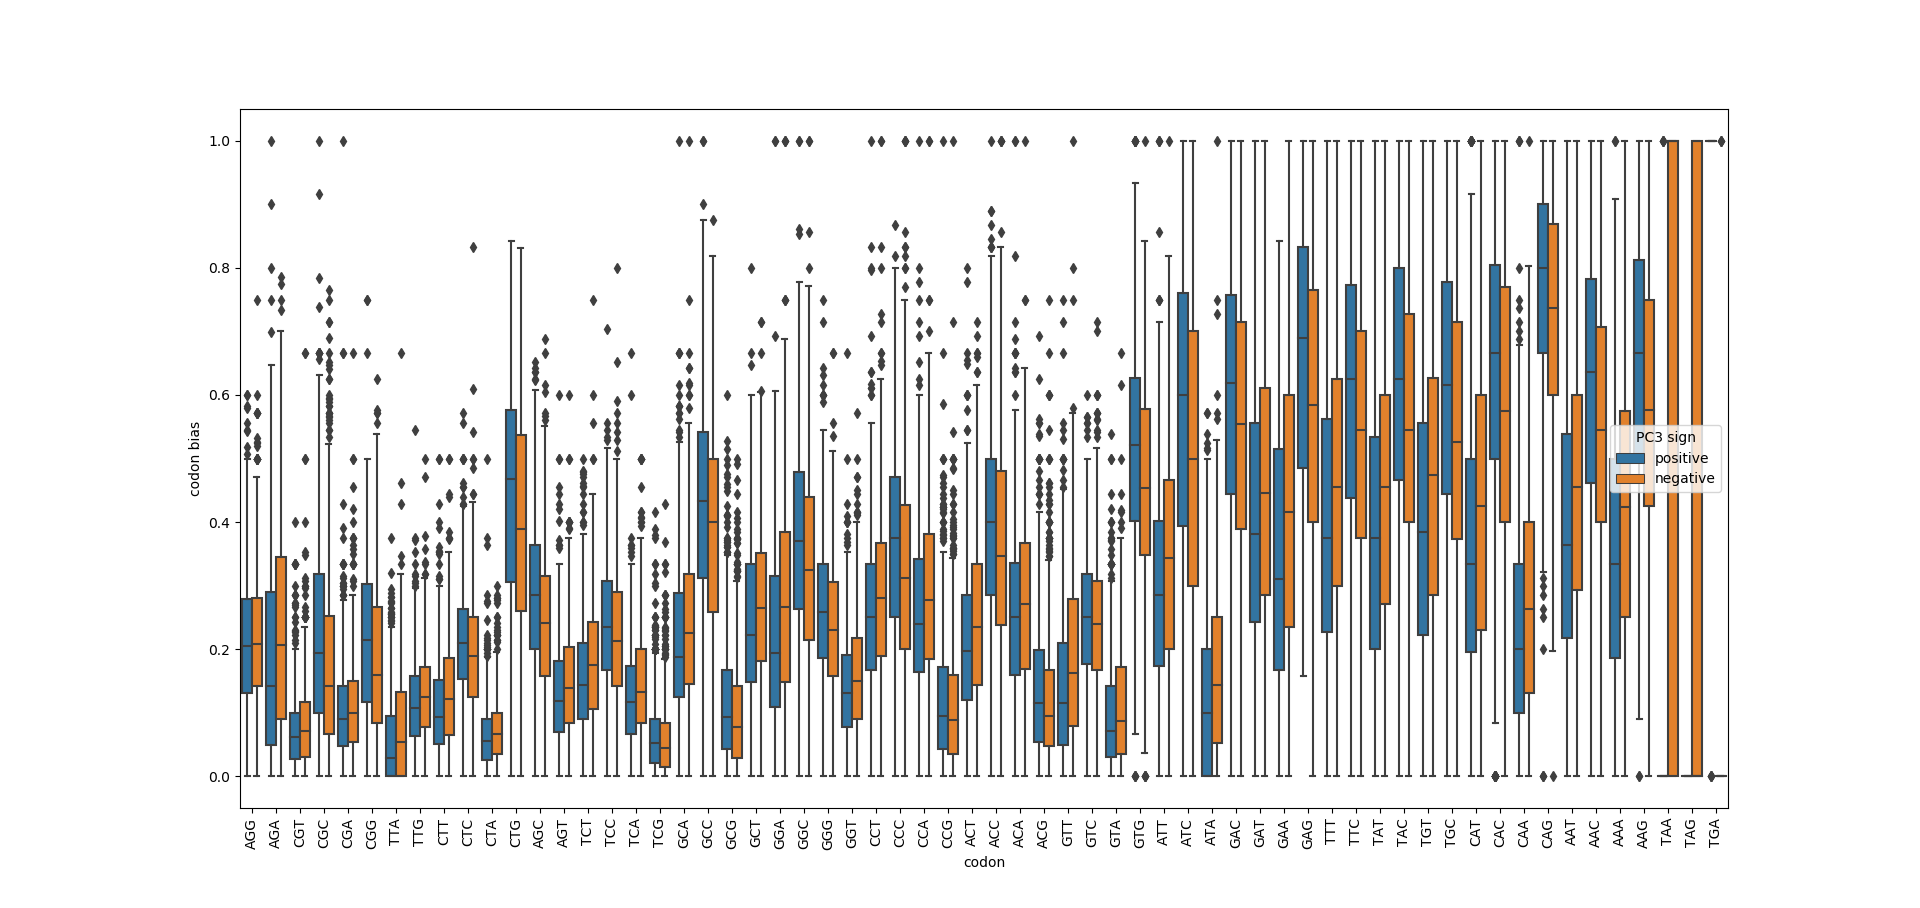 1.0
0.8
0.6
0.4
0.2
0.0
codon bias
PC3 sign
positive
negative
AGG AGA CGT CGC CGA CGG TTA TTG CTT CTC CTA CTG AGC AGT TCT TCC TCA TCG GCA GCC GCG GCT GGA GGC GGG GGT CCT CCC CCA CCG ACT ACC ACA ACG GTT GTC GTA GTG ATT ATC ATA GAC GAT GAA GAG TTT TTC TAT TAC TGT TGC CAT CAC CAA CAG AAT AAC AAA AAG TAA TAG TGA
codon